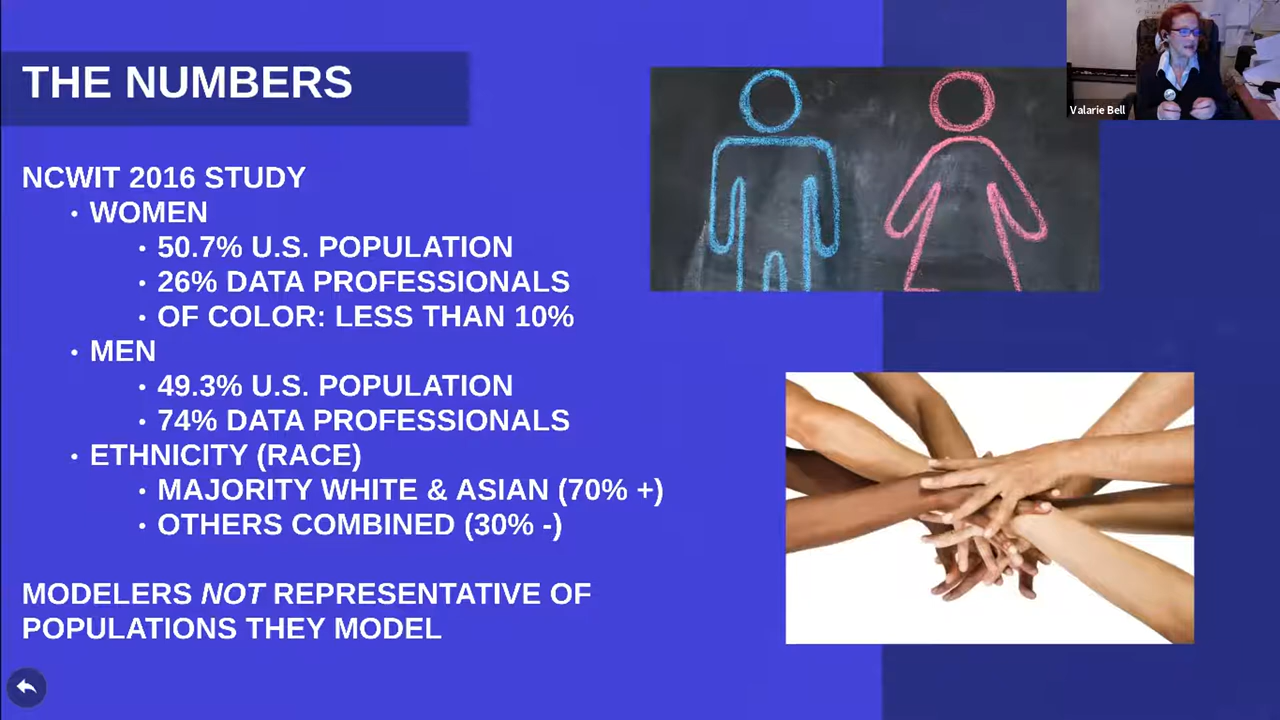 THE NUMBERS
Valarie Bell
NCWIT 2016 STUDY
• WOMEN
• 50.7% U.S. POPULATION
• 26% DATA PROFESSIONALS
• OF COLOR: LESS THAN 10%
• MEN
• 49.3% U.S. POPULATION
• 74% DATA PROFESSIONALS
• ETHNICITY (RACE)
• MAJORITY WHITE & ASIAN (70% +)
• OTHERS COMBINED (30% -)
MODELERS NOT REPRESENTATIVE OF
POPULATIONS THEY MODEL